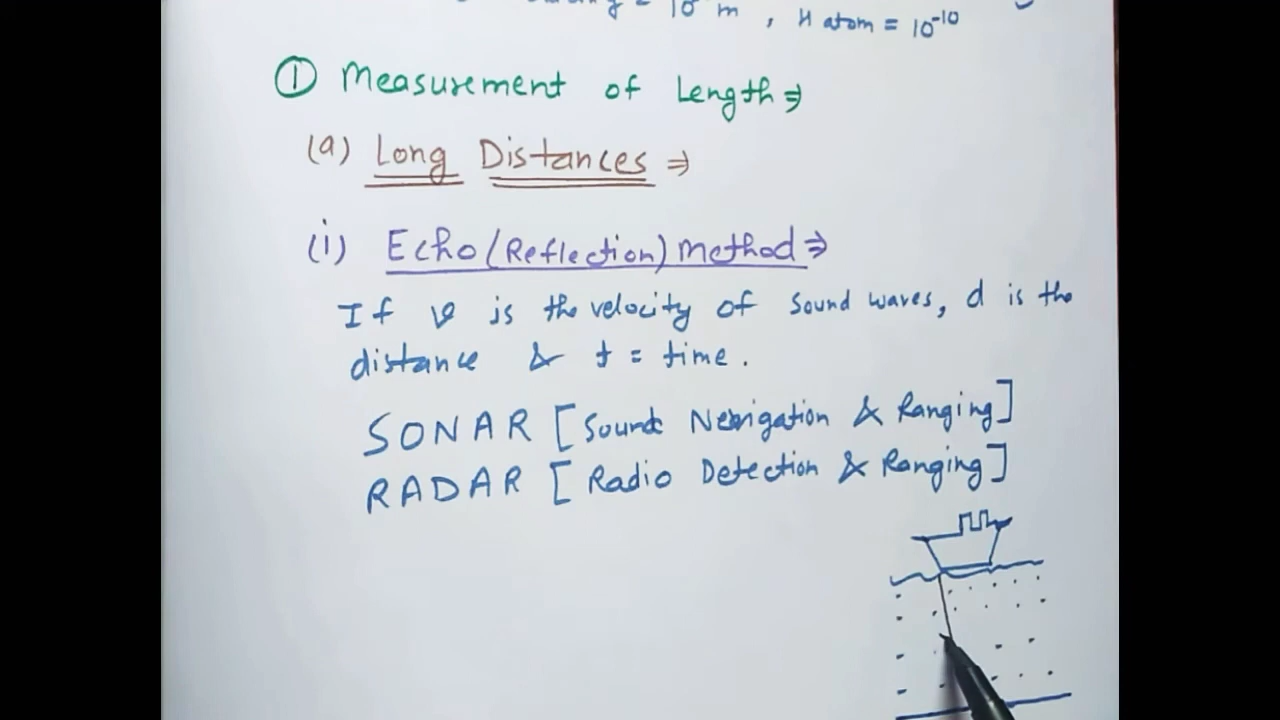 = 10 m , H atom = 10⁻¹⁰
① Measurement of Length ⇒
(a) Long Distances ⇒
(i) Echo (Reflection) Method ⇒
If v is the velocity of sound waves, d is the
distance & t = time.
SONAR [Sound Navigation & Ranging]
RADAR [Radio Detection & Ranging]